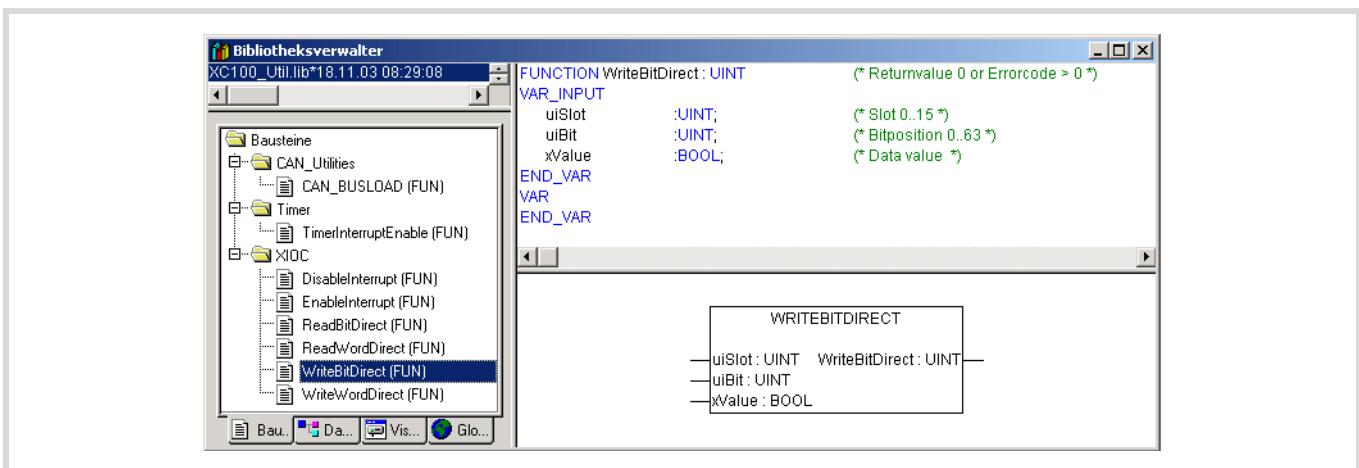 Bibliotheksverwalter
XC100_Util.lib*18.11.03 08:29:08
Bausteine
CAN_Utilities
CAN_BUSLOAD (FUN)
Timer
TimerInterruptEnable (FUN)
XIOC
DisableInterrupt (FUN)
EnableInterrupt (FUN)
ReadBitDirect (FUN)
ReadWordDirect (FUN)
WriteBitDirect (FUN)
WriteWordDirect (FUN)
Bau.. Da... Vis... Glo...
FUNCTION WriteBitDirect : UINT (* Returnvalue 0 or Errorcode > 0 *)
VAR_INPUT
uiSlot :UINT; (* Slot 0..15 *)
uiBit :UINT; (* Bitposition 0..63 *)
xValue :BOOL; (* Data value *)
END_VAR
VAR
END_VAR
WRITEBITDIRECT
uiSlot : UINT WriteBitDirect : UINT
uiBit : UINT
xValue : BOOL